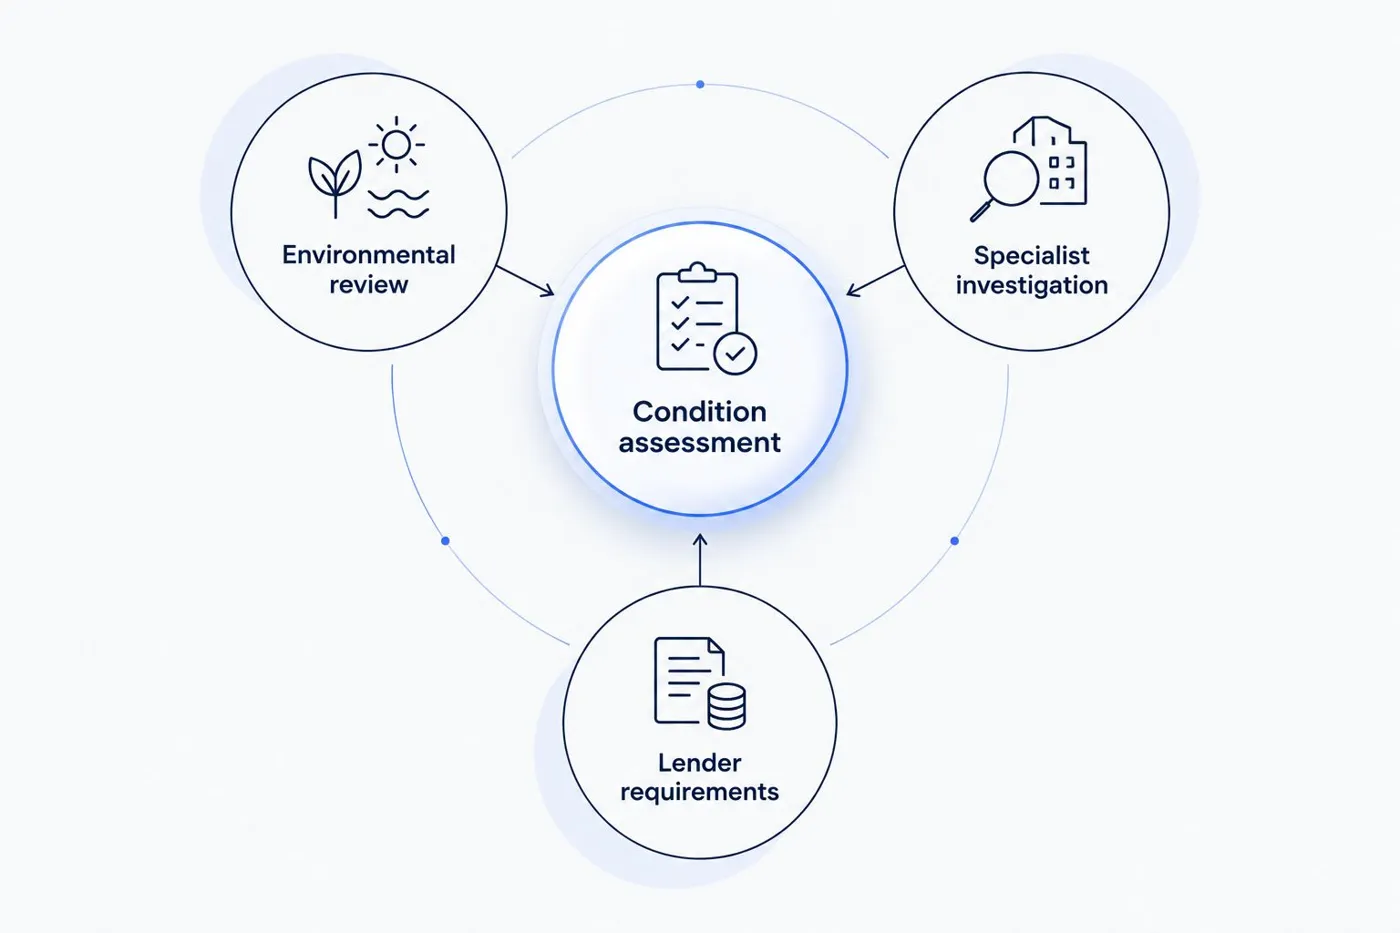 Environmental
review
Specialist
investigation
Condition
assessment
Lender
requirements